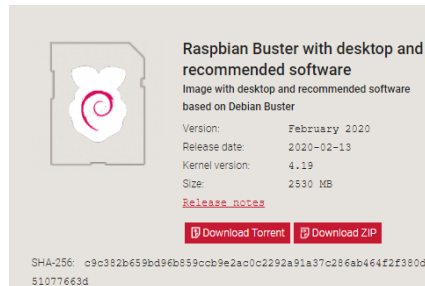 Raspbian Buster with desktop and
recommended software
Image with desktop and recommended software
based on Debian Buster
Version: February 2020
Release date: 2020-02-13
Kernel version: 4.19
Size: 2530 MB
Release notes
Download Torrent Download ZIP
SHA-256: c9c382b659bd96b859ccb9e2ac0c2292a91a37c286ab464f2f380d
51077663d